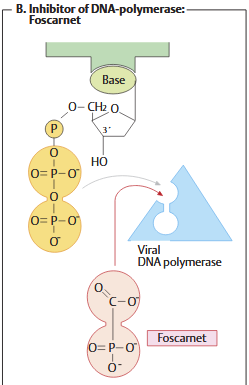 B. Inhibitor of DNA-polymerase:
Foscarnet
Base
O–CH2 O
P
3'
O
HO
O=P–O⁻
O
O=P–O⁻
O⁻
Viral
DNA polymerase
O
C–O⁻
Foscarnet
O=P–O⁻
O⁻